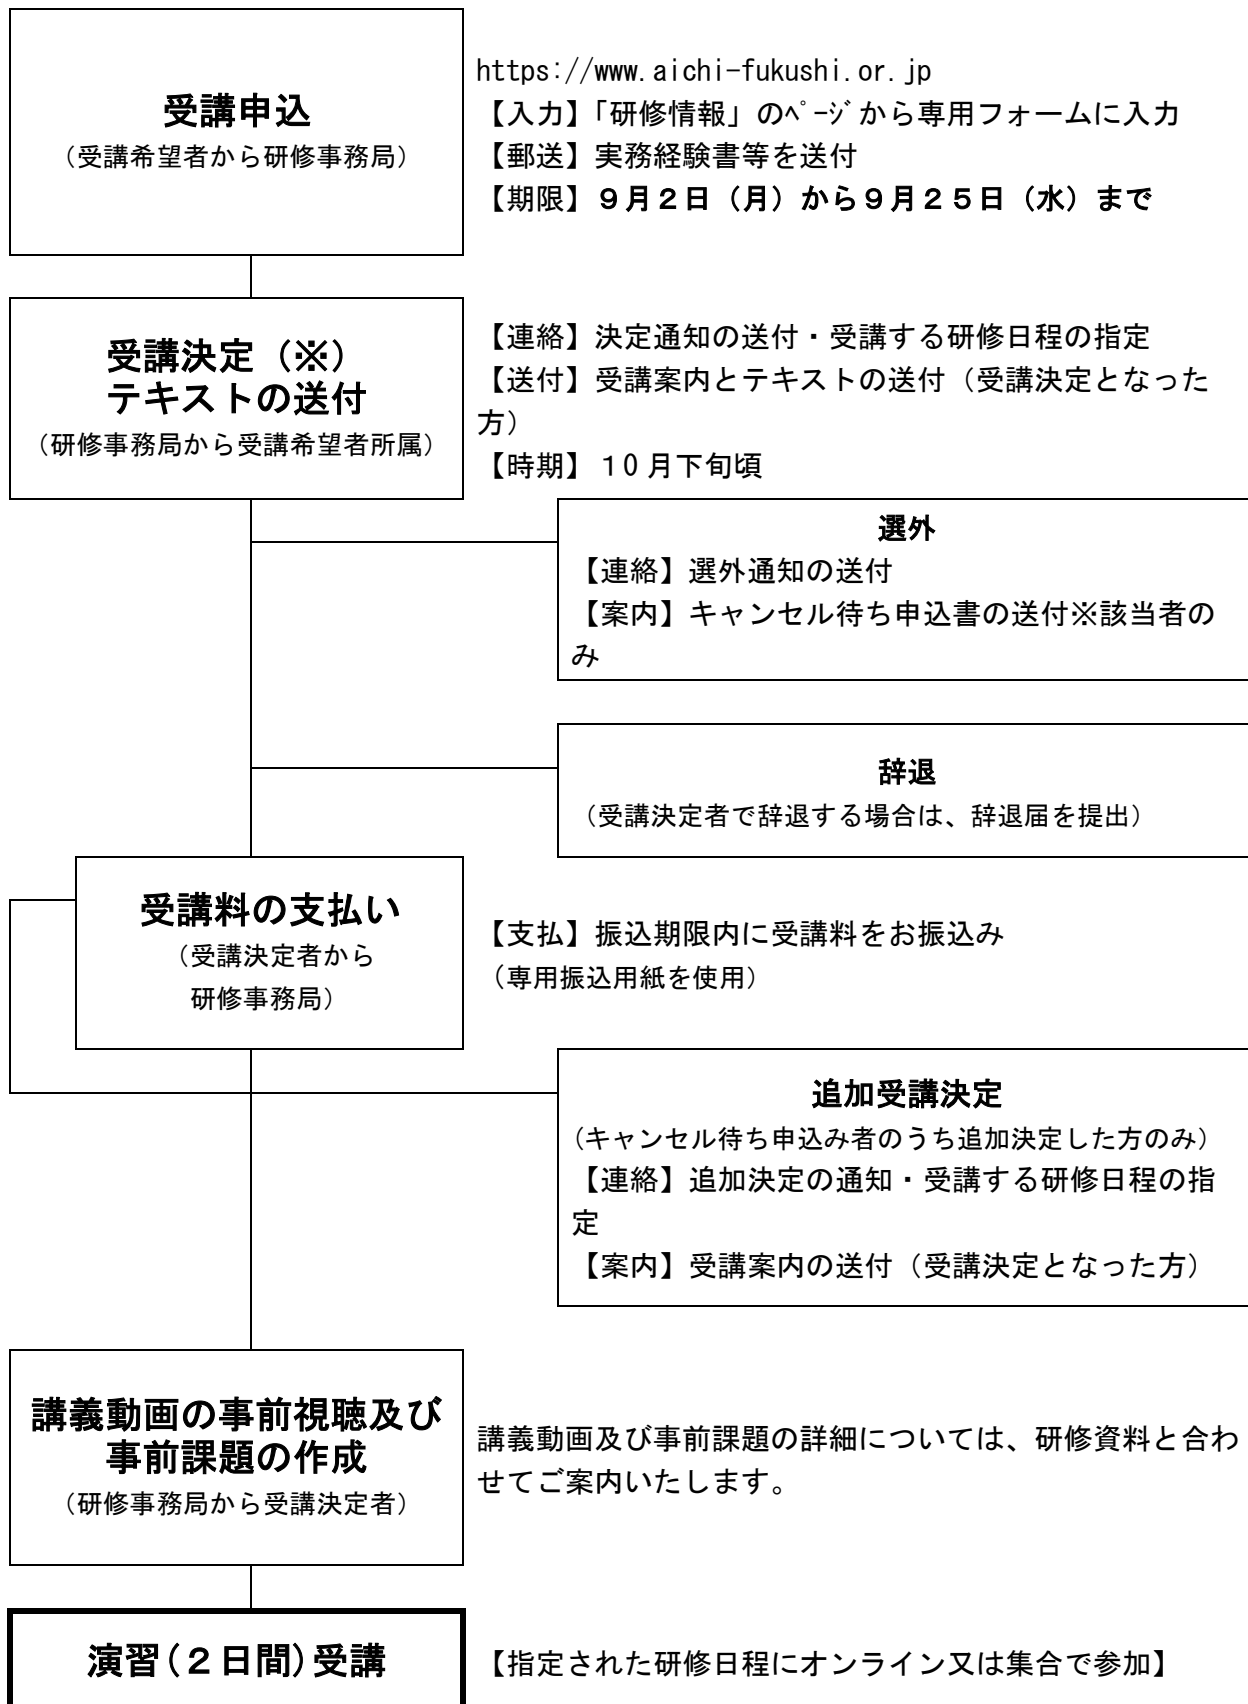 受講申込
（受講希望者から研修事務局）
https://www.aichi-fukushi.or.jp
【入力】「研修情報」のﾍﾟｰｼﾞから専用フォームに入力
【郵送】実務経験書等を送付
【期限】９月２日（月）から９月２５日（水）まで
受講決定（※）
テキストの送付
（研修事務局から受講希望者所属）
【連絡】決定通知の送付・受講する研修日程の指定
【送付】受講案内とテキストの送付（受講決定となった
方）
【時期】１０月下旬頃
選外
【連絡】選外通知の送付
【案内】キャンセル待ち申込書の送付※該当者の
み
辞退
（受講決定者で辞退する場合は、辞退届を提出）
受講料の支払い
（受講決定者から
研修事務局）
【支払】振込期限内に受講料をお振込み
（専用振込用紙を使用）
追加受講決定
（キャンセル待ち申込み者のうち追加決定した方のみ）
【連絡】追加決定の通知・受講する研修日程の指
定
【案内】受講案内の送付（受講決定となった方）
講義動画の事前視聴及び
事前課題の作成
（研修事務局から受講決定者）
講義動画及び事前課題の詳細については、研修資料と合わ
せてご案内いたします。
演習(２日間)受講
【指定された研修日程にオンライン又は集合で参加】